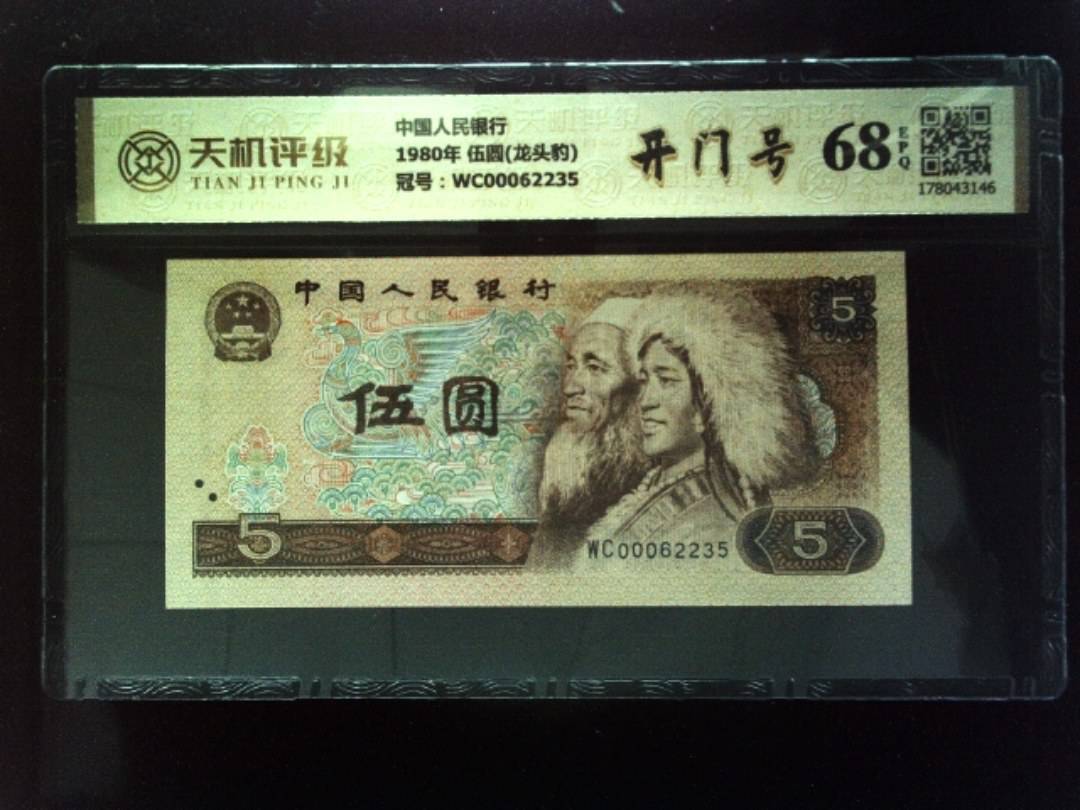 天机评级
TIAN JI PING JI
中国人民银行
1980年 伍圆(龙头豹)
冠号：WC00062235
开门号
68
EPQ
178043146
中国人民银行
5
伍圆
5
WC00062235
5